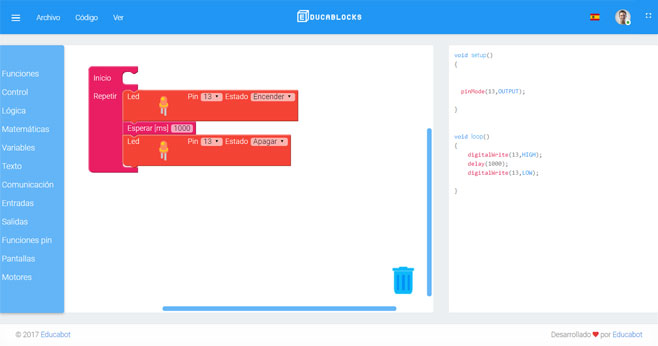 Archivo Código Ver EDUCABLOCKS
Funciones
Control
Lógica
Matemáticas
Variables
Texto
Comunicación
Entradas
Salidas
Funciones pin
Pantallas
Motores
Inicio
Repetir
Led Pin 13 Estado Encender
Esperar [ms] 1000
Led Pin 13 Estado Apagar
void setup()
{
pinMode(13,OUTPUT);
}
void loop()
{
digitalWrite(13,HIGH);
delay(1000);
digitalWrite(13,LOW);
}
© 2017 Educabot
Desarrollado ❤ por Educabot